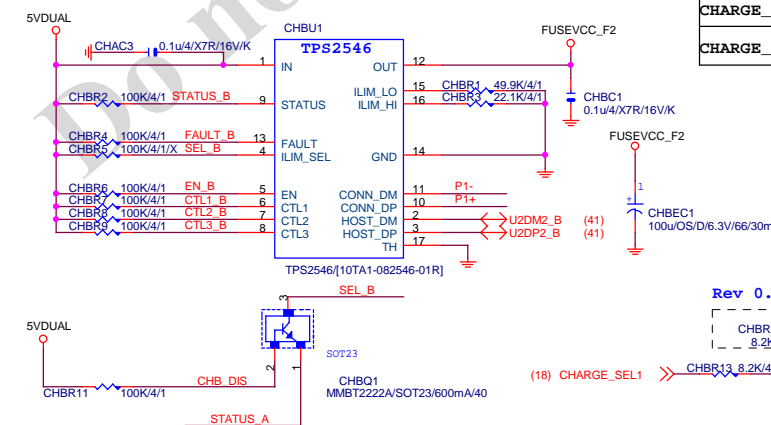 CHARGE_
CHARGE_
5VDUAL
CHBU1
TPS2546
FUSEVCC_F2
CHAC3 0.1u/4/X7R/16V/K
1 IN
OUT 12
CHBR2 100K/4/1 STATUS_B 9 STATUS
ILIM_LO 15 CHBR1 49.9K/4/1
ILIM_HI 16 CHBR3 22.1K/4/1
CHBC1
0.1u/4/X7R/16V/K
CHBR4 100K/4/1 FAULT_B 13 FAULT
CHBR5 100K/4/1/X SEL_B 4 ILIM_SEL
GND 14
FUSEVCC_F2
CHBR6 100K/4/1 EN_B 5 EN
CHBR7 100K/4/1 CTL1_B 6 CTL1
CHBR8 100K/4/1 CTL2_B 7 CTL2
CHBR9 100K/4/1 CTL3_B 8 CTL3
CONN_DM 11 P1-
CONN_DP 10 P1+
HOST_DM 2 U2DM2_B (41)
HOST_DP 3 U2DP2_B (41)
TH 17
1
+
CHBEC1
100u/OS/D/6.3V/66/30m
TPS2546/[10TA1-082546-01R]
SEL_B
3
5VDUAL
SOT23
2
1
CHBR11 100K/4/1 CHB_DIS
CHBQ1
MMBT2222A/SOT23/600mA/40
STATUS_A
Rev 0.
CHBR
8.2K
(18) CHARGE_SEL1 CHBR13 8.2K/4
Do n